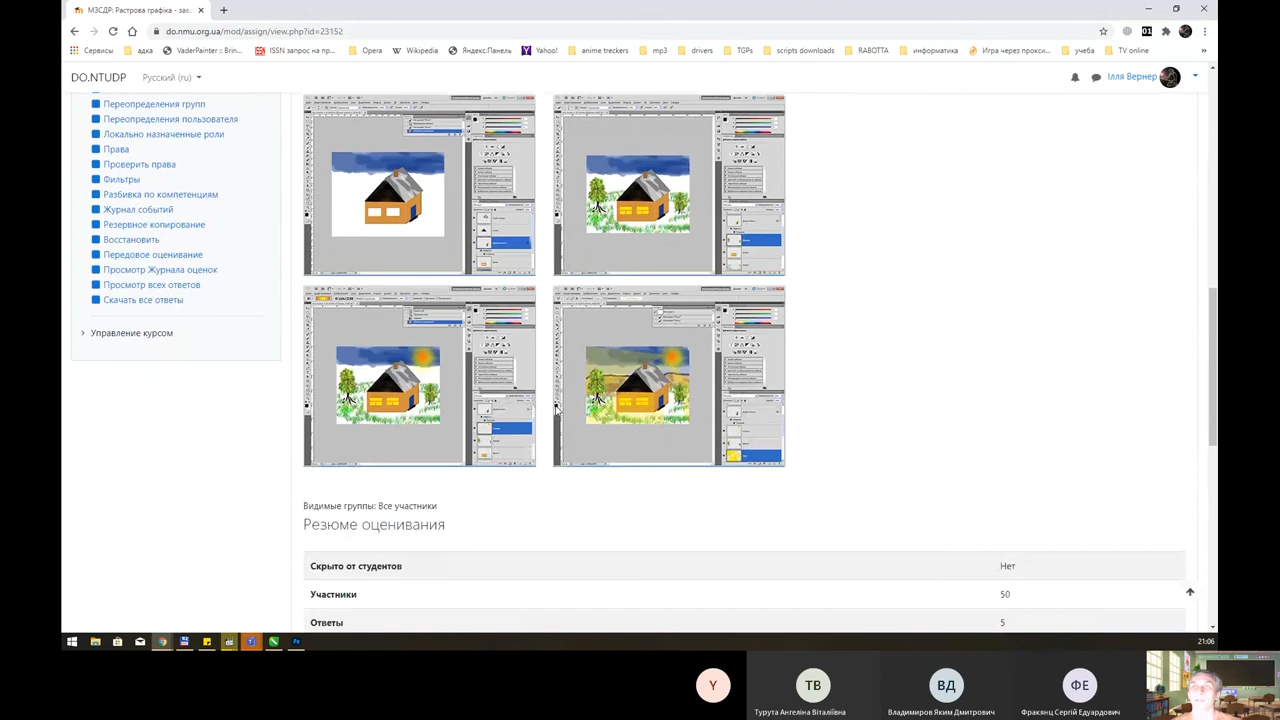 МЗСДР: Растрова графіка - зав
do.nmu.org.ua/mod/assign/view.php?id=23152
Сервисы
адка
VaderPainter :: Brin...
ISSN запрос на пр...
Opera
Wikipedia
Яндекс.Панель
Yahoo!
anime treckers
mp3
drivers
TGPs
scripts downloads
RABOTTA
информатика
Игра через прокси
учеба
TV online
DO.NTUDP
Русский (ru)
Ілля Вернер
Переопределения групп
Переопределения пользователя
Локально назначенные роли
Права
Проверить права
Фильтры
Разбивка по компетенциям
Журнал событий
Резервное копирование
Восстановить
Передовое оценивание
Просмотр Журнала оценок
Просмотр всех ответов
Скачать все ответы
Управление курсом
Видимые группы: Все участники
Резюме оценивания
Скрыто от студентов Нет
Участники 50
Ответы 5
21:06
Y
ТВ
ВД
ФЕ
Турута Ангеліна Віталіївна
Владимиров Яким Дмитрович
Фракянц Сергій Едуардович